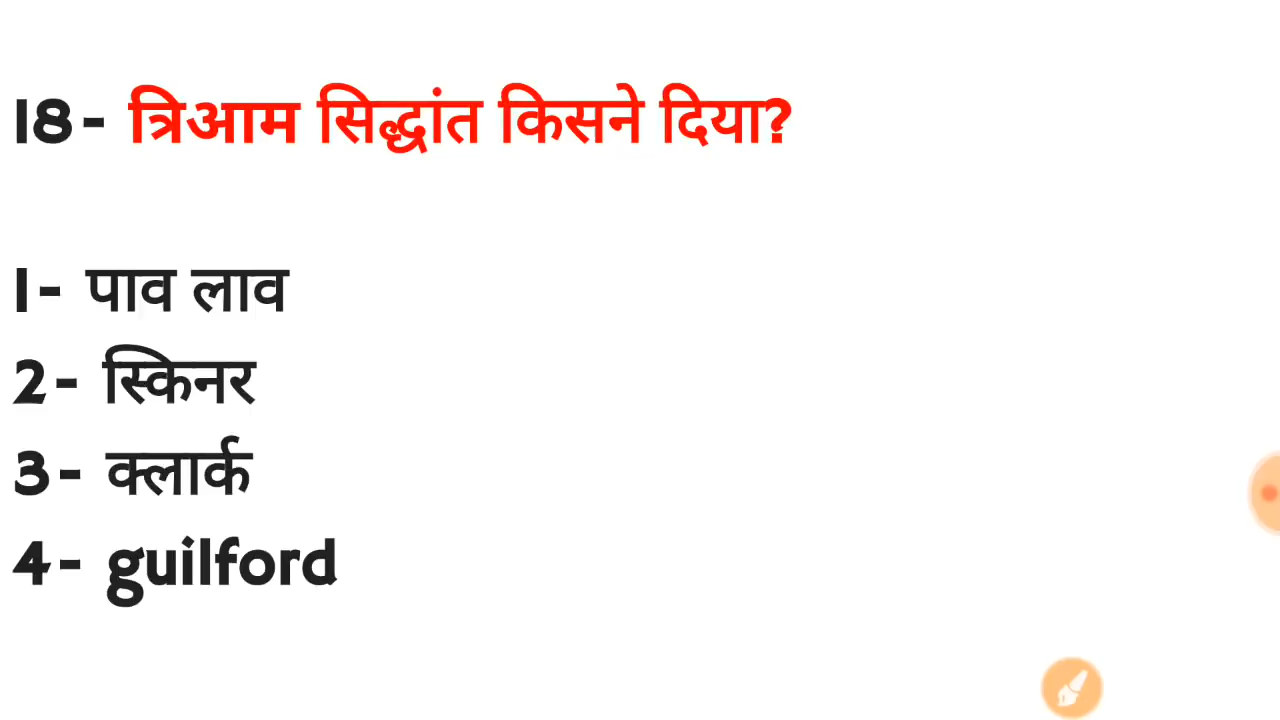 18- त्रिआम सिद्धांत किसने दिया?
1- पाव लाव
2- स्किनर
3- क्लार्क
4- guilford